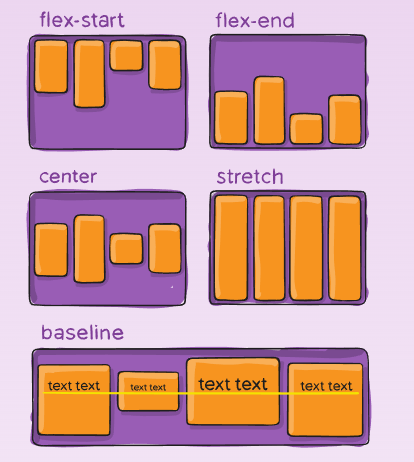 flex-start
flex-end
center
stretch
baseline
text text
text text
text text
text text